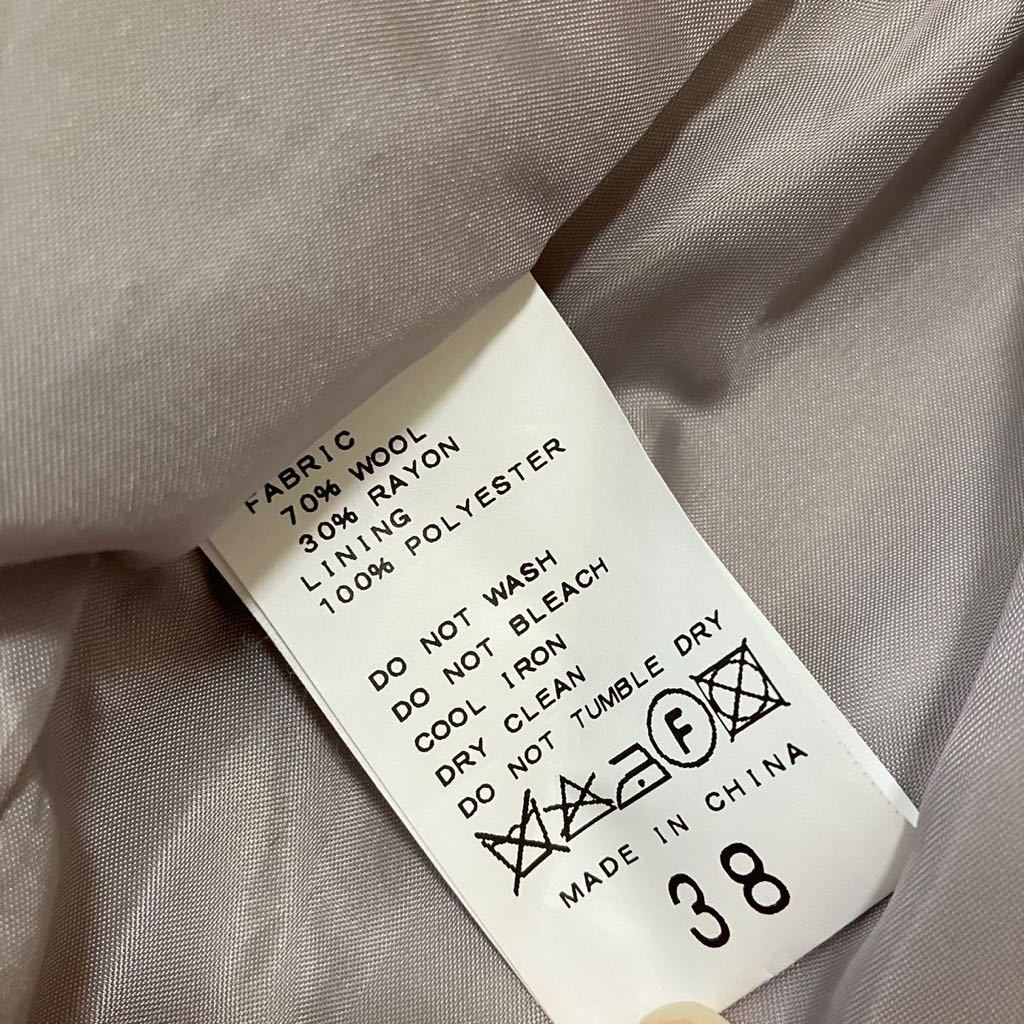 FABRIC
70% WOOL
30% RAYON
LINING
100% POLYESTER
DO NOT WASH
DO NOT BLEACH
COOL IRON
DRY CLEAN
DO NOT TUMBLE DRY
F
MADE IN CHINA
38